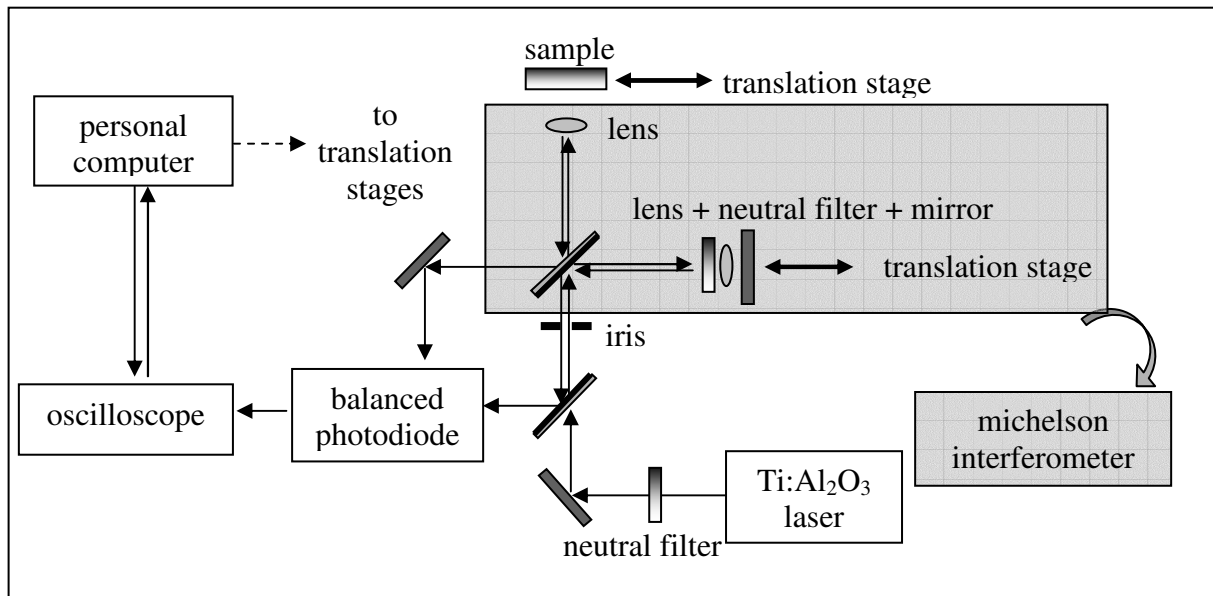 sample
translation stage
personal
computer
to
translation
stages
lens
lens + neutral filter + mirror
translation stage
iris
oscilloscope
balanced
photodiode
michelson
interferometer
Ti:Al₂O₃
laser
neutral filter